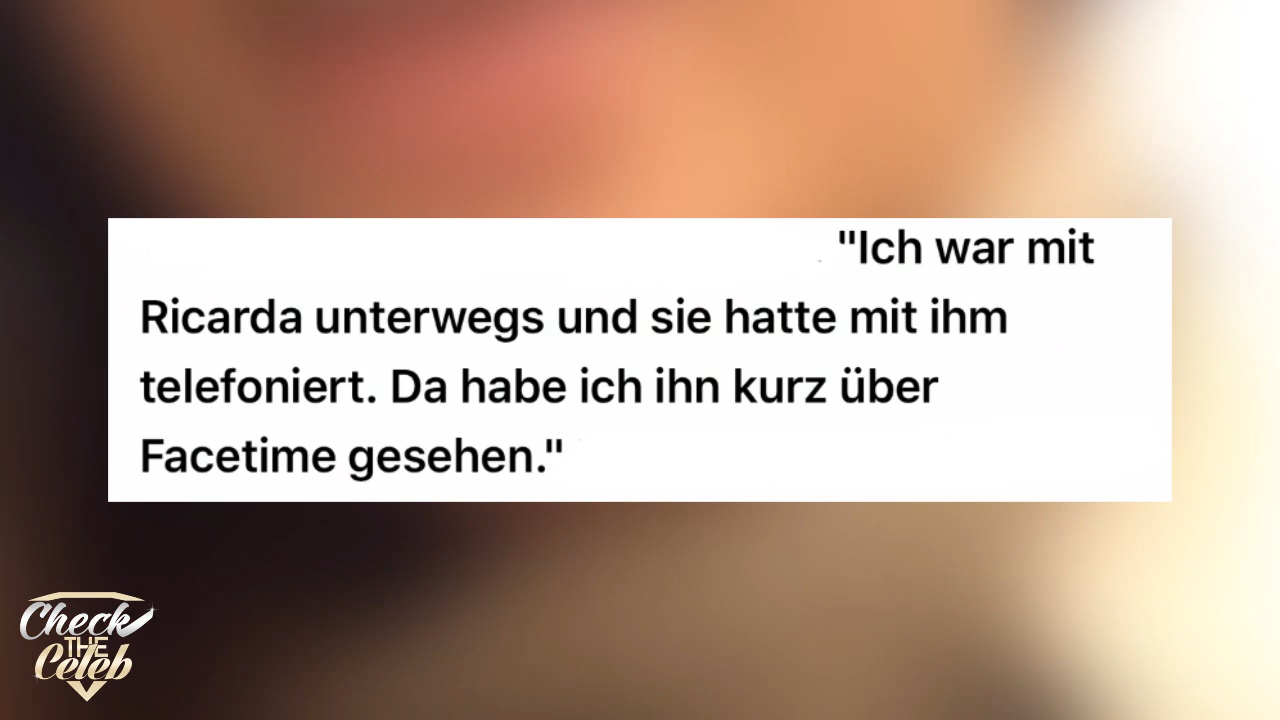 "Ich war mit
Ricarda unterwegs und sie hatte mit ihm
telefoniert. Da habe ich ihn kurz über
Facetime gesehen."
Check
THE
Celeb